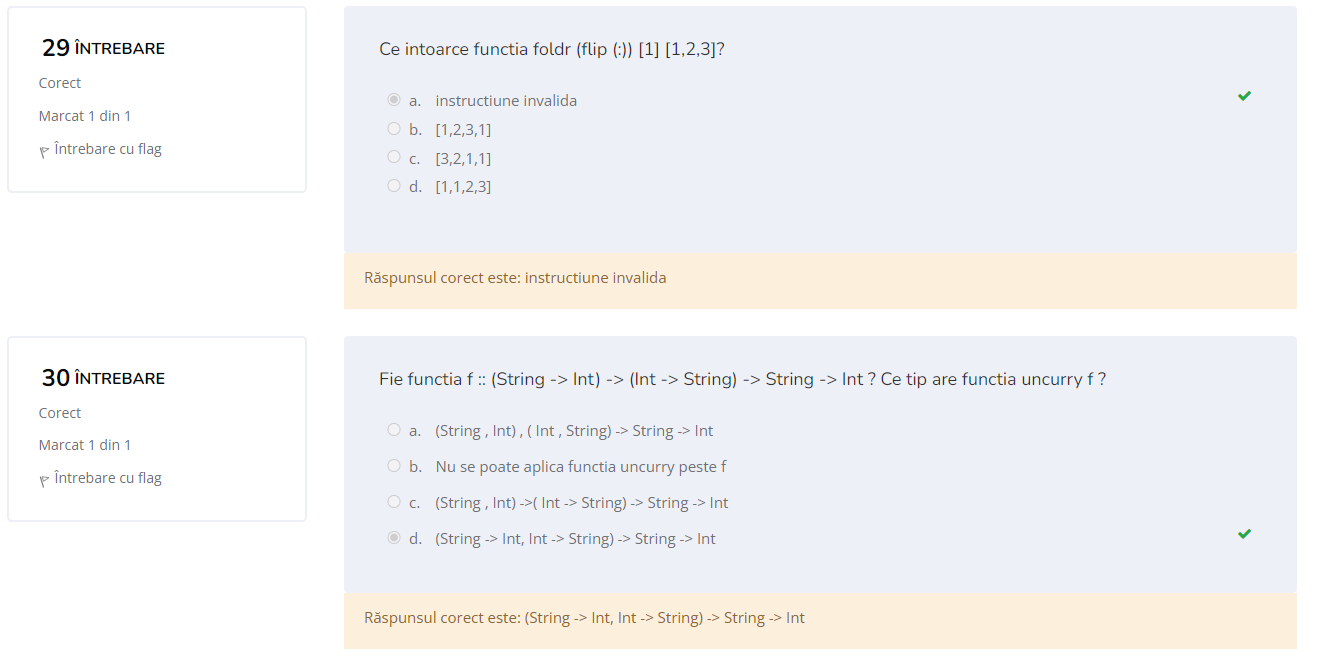 29 ÎNTREBARE
Corect
Marcat 1 din 1
Întrebare cu flag
Ce intoarce functia foldr (flip (:)) [1] [1,2,3]?
a. instructiune invalida
b. [1,2,3,1]
c. [3,2,1,1]
d. [1,1,2,3]
Răspunsul corect este: instructiune invalida
30 ÎNTREBARE
Corect
Marcat 1 din 1
Întrebare cu flag
Fie functia f :: (String -> Int) -> (Int -> String) -> String -> Int ? Ce tip are functia uncurry f ?
a. (String , Int) , ( Int , String) -> String -> Int
b. Nu se poate aplica functia uncurry peste f
c. (String , Int) ->( Int -> String) -> String -> Int
d. (String -> Int, Int -> String) -> String -> Int
Răspunsul corect este: (String -> Int, Int -> String) -> String -> Int